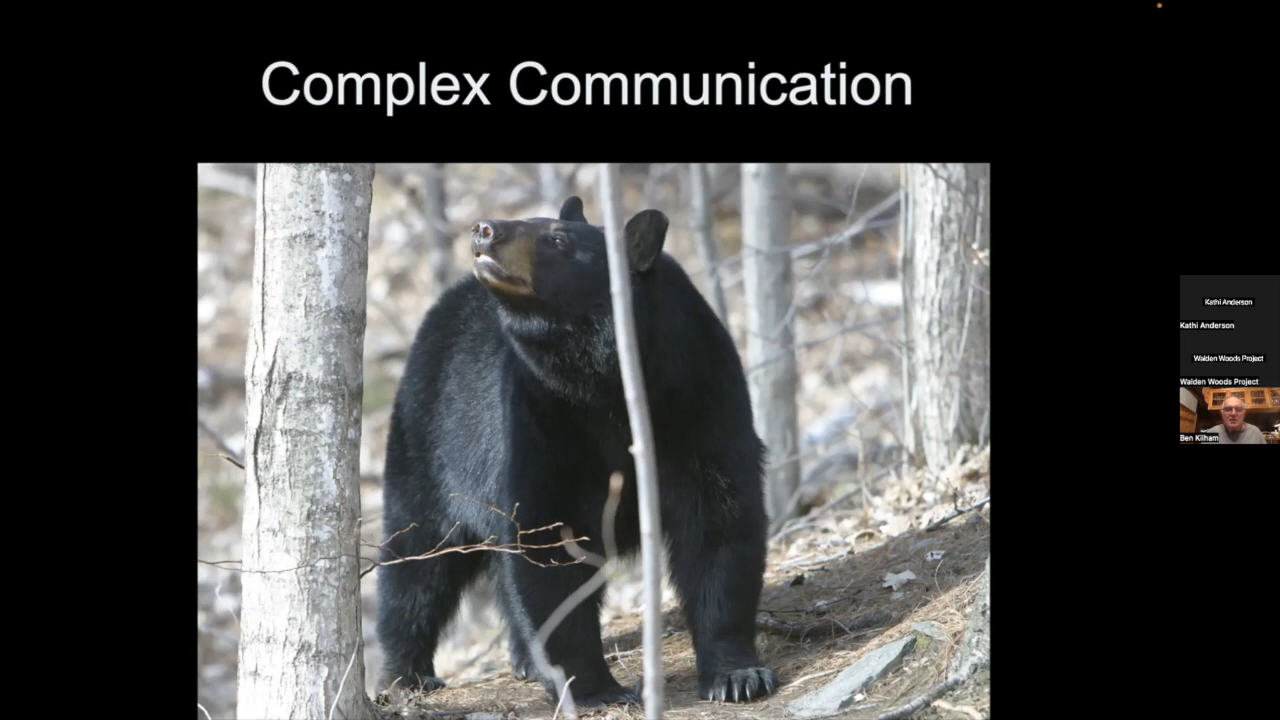 Complex Communication
Kathi Anderson
Kathi Anderson
Walden Woods Project
Walden Woods Project
Ben Kilham